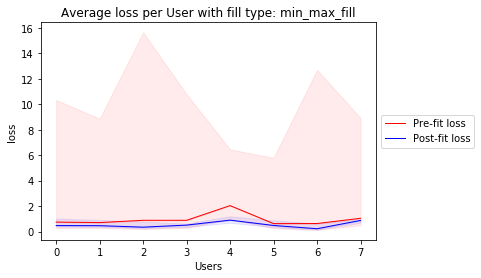 Average loss per User with fill type: min_max_fill
16
14
12
10
8
6
4
2
0
loss
0 1 2 3 4 5 6 7
Users
Pre-fit loss
Post-fit loss